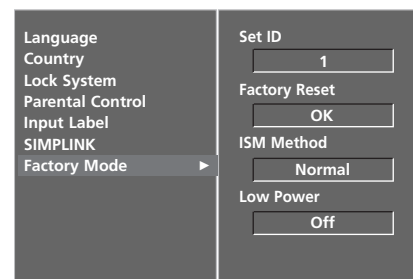 Language
Country
Lock System
Parental Control
Input Label
SIMPLINK
Factory Mode ►
Set ID
1
Factory Reset
OK
ISM Method
Normal
Low Power
Off